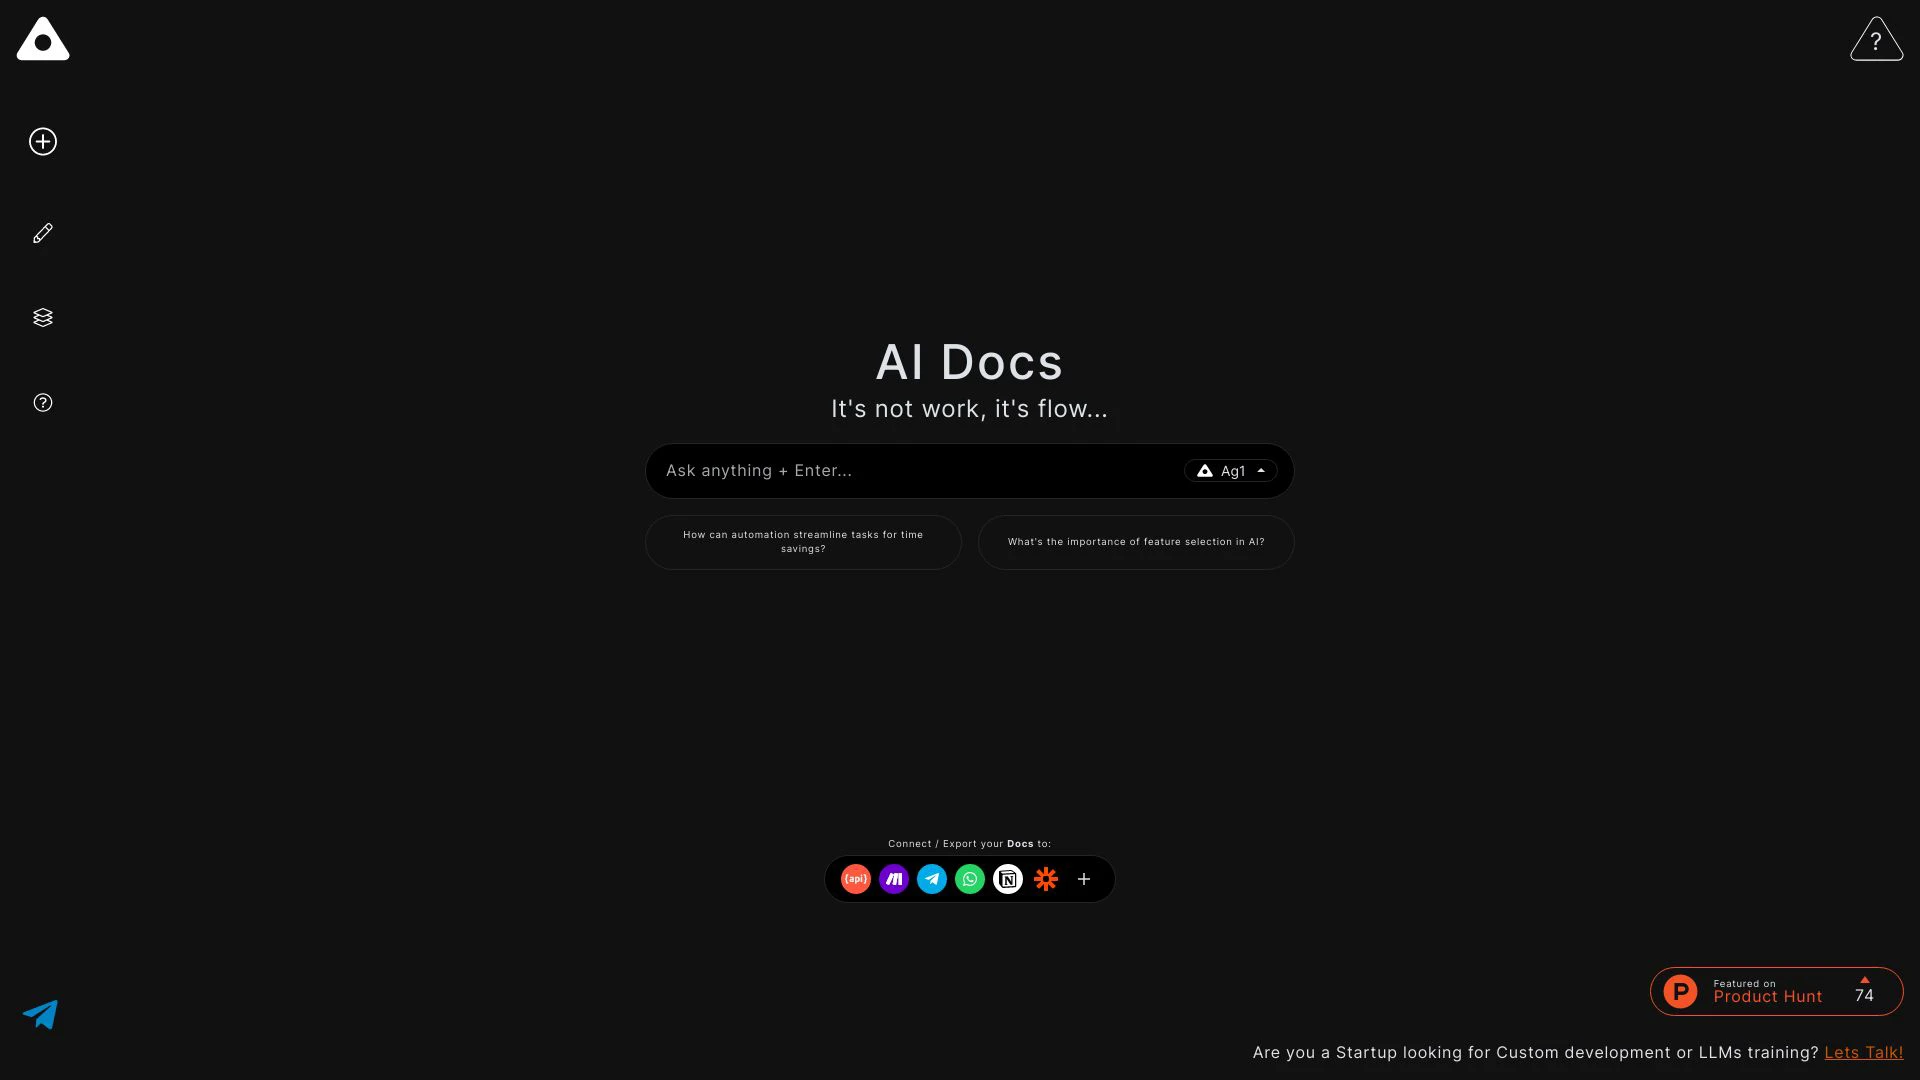 ?
AI Docs
It's not work, it's flow...
Ask anything + Enter...
Ag1
How can automation streamline tasks for time
savings?
What's the importance of feature selection in AI?
Connect / Export your Docs to:
{api}
N
Featured on
Product Hunt
P
74
Are you a Startup looking for Custom development or LLMs training? Lets Talk!